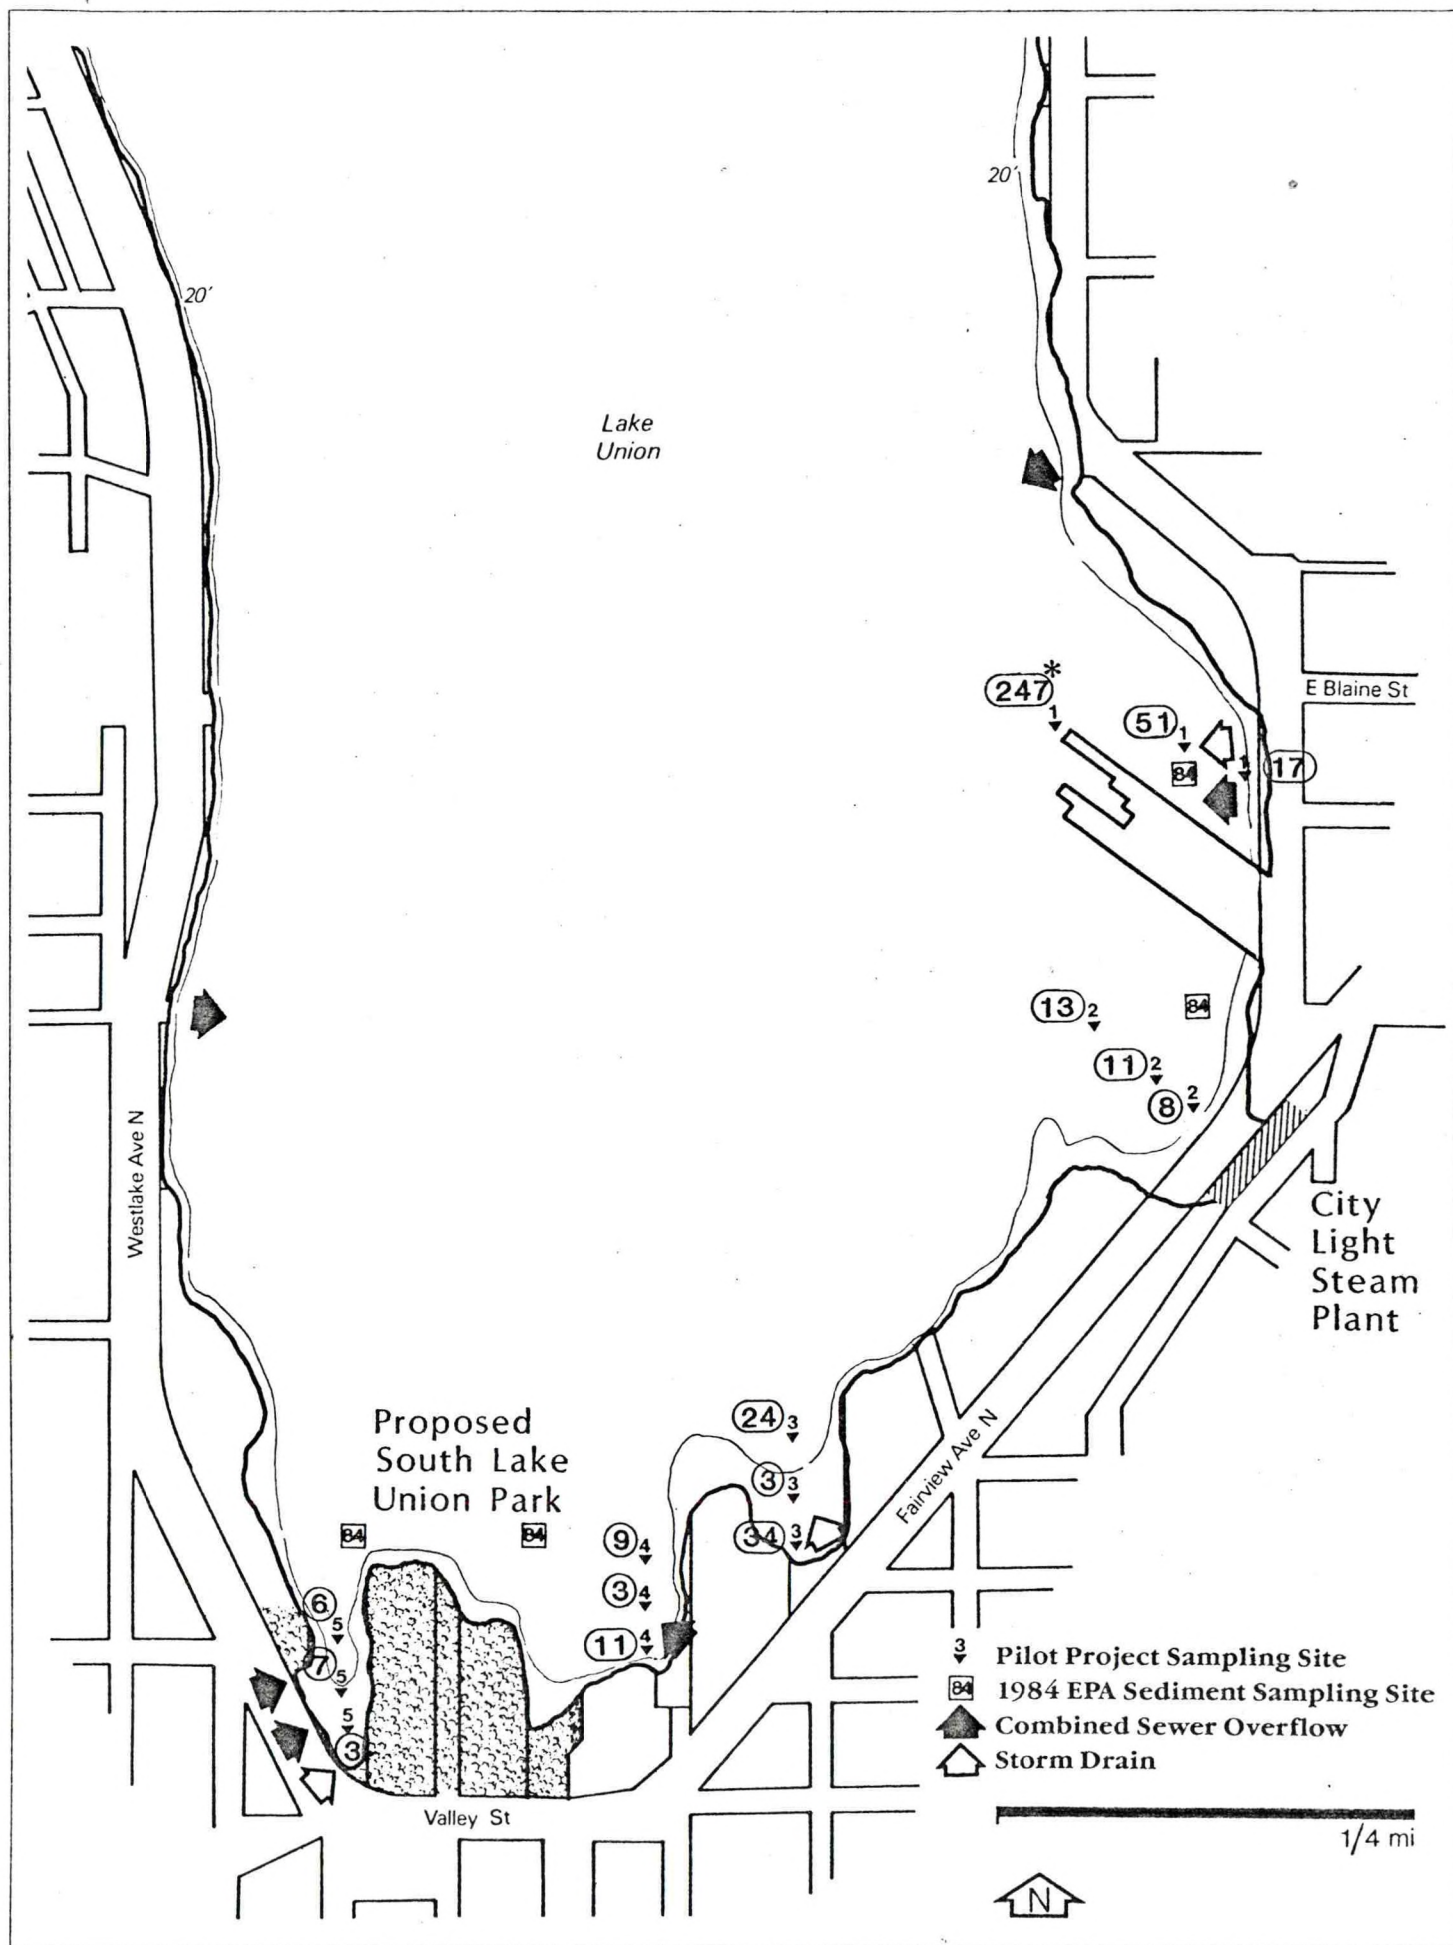 20'
20'
Lake
Union
247*
1
E Blaine St
51
1
84
1
17
13
2
84
11
2
8
2
Westlake Ave N
City
Light
Steam
Plant
Proposed
South Lake
Union Park
24
3
3
3
34
3
Fairview Ave N
84
84
9
4
3
4
11
4
6
5
7
5
5
3
Valley St
3 Pilot Project Sampling Site
84 1984 EPA Sediment Sampling Site
Combined Sewer Overflow
Storm Drain
1/4 mi
N